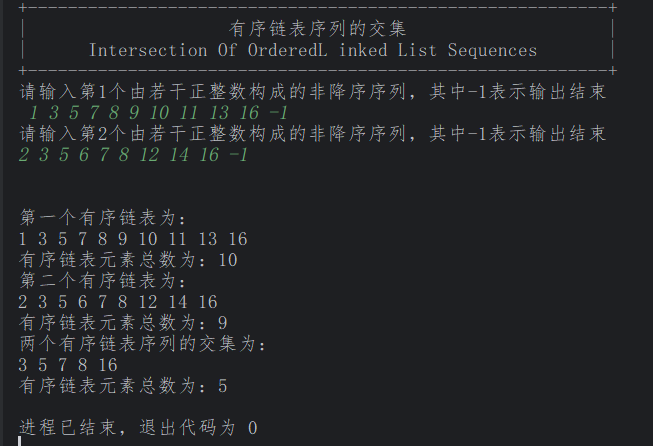 +----------------------------------------------------------+
| 有序链表序列的交集 |
| Intersection Of OrderedL inked List Sequences |
+----------------------------------------------------------+
请输入第1个由若干正整数构成的非降序序列，其中-1表示输出结束
1 3 5 7 8 9 10 11 13 16 -1
请输入第2个由若干正整数构成的非降序序列，其中-1表示输出结束
2 3 5 6 7 8 12 14 16 -1
第一个有序链表为：
1 3 5 7 8 9 10 11 13 16
有序链表元素总数为：10
第二个有序链表为：
2 3 5 6 7 8 12 14 16
有序链表元素总数为：9
两个有序链表序列的交集为：
3 5 7 8 16
有序链表元素总数为：5
进程已结束，退出代码为 0